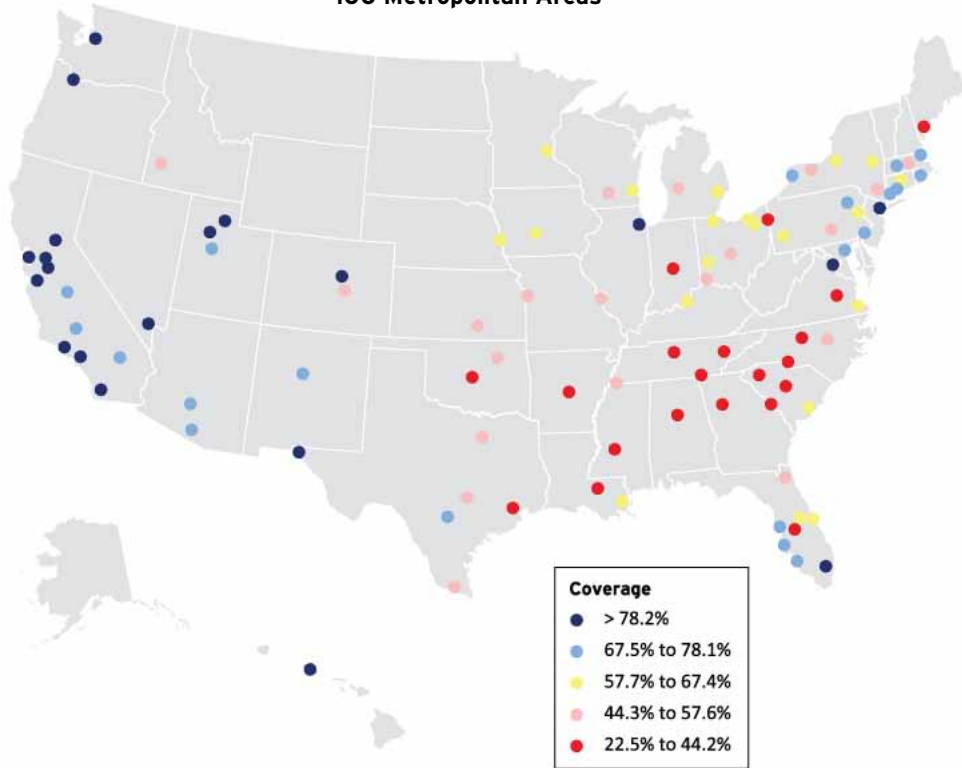 100 Metropolitan Areas
Coverage
> 78.2%
67.5% to 78.1%
57.7% to 67.4%
44.3% to 57.6%
22.5% to 44.2%